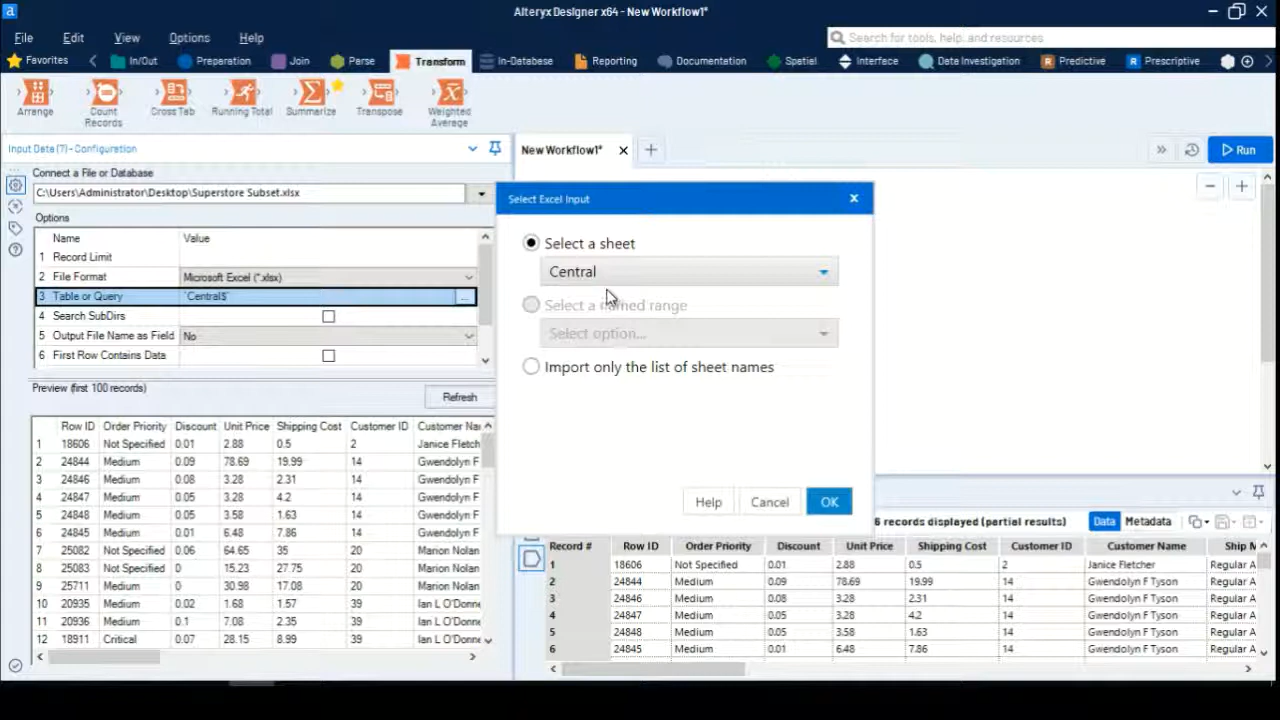 Alteryx Designer x64 - New Workflow1*
File Edit View Options Help
Search for tools, help, and resources
Favorites In/Out Preparation Join Parse Transform In-Database Reporting Documentation Spatial Interface Data Investigation Predictive Prescriptive
Arrange Count Records Cross Tab Running Total Summarize Transpose Weighted Average
Input Data (7) - Configuration
New Workflow1*
Run
Connect a File or Database
C:\Users\Administrator\Desktop\Superstore Subset.xlsx
Options
Name Value
1 Record Limit
2 File Format Microsoft Excel (*.xlsx)
3 Table or Query `Central$`
...
4 Search SubDirs
5 Output File Name as Field No
6 First Row Contains Data
Preview (first 100 records)
Refresh
Row ID Order Priority Discount Unit Price Shipping Cost Customer ID Customer Na
1 18606 Not Specified 0.01 2.88 0.5 2 Janice Fletch
2 24844 Medium 0.09 78.69 19.99 14 Gwendolyn F
3 24846 Medium 0.08 3.28 2.31 14 Gwendolyn F
4 24847 Medium 0.05 3.28 4.2 14 Gwendolyn F
5 24848 Medium 0.05 3.58 1.63 14 Gwendolyn F
6 24845 Medium 0.01 6.48 7.86 14 Gwendolyn F
7 25082 Not Specified 0.06 64.65 35 20 Marion Nolan
8 25083 Not Specified 0 15.23 27.75 20 Marion Nolan
9 25711 Medium 0 30.98 17.08 20 Marion Nolan
10 20935 Medium 0.02 1.68 1.57 39 Ian L O'Donne
11 20936 Medium 0.1 7.08 2.35 39 Ian L O'Donne
12 18911 Critical 0.07 28.15 8.99 39 Ian L O'Donne
Select Excel Input
Select a sheet
Central
Select a named range
Select option...
Import only the list of sheet names
Help Cancel OK
6 records displayed (partial results) Data Metadata
Record # Row ID Order Priority Discount Unit Price Shipping Cost Customer ID Customer Name Ship M
1 18606 Not Specified 0.01 2.88 0.5 2 Janice Fletcher Regular A
2 24844 Medium 0.09 78.69 19.99 14 Gwendolyn F Tyson Regular A
3 24846 Medium 0.08 3.28 2.31 14 Gwendolyn F Tyson Regular A
4 24847 Medium 0.05 3.28 4.2 14 Gwendolyn F Tyson Regular A
5 24848 Medium 0.05 3.58 1.63 14 Gwendolyn F Tyson Regular A
6 24845 Medium 0.01 6.48 7.86 14 Gwendolyn F Tyson Regular A